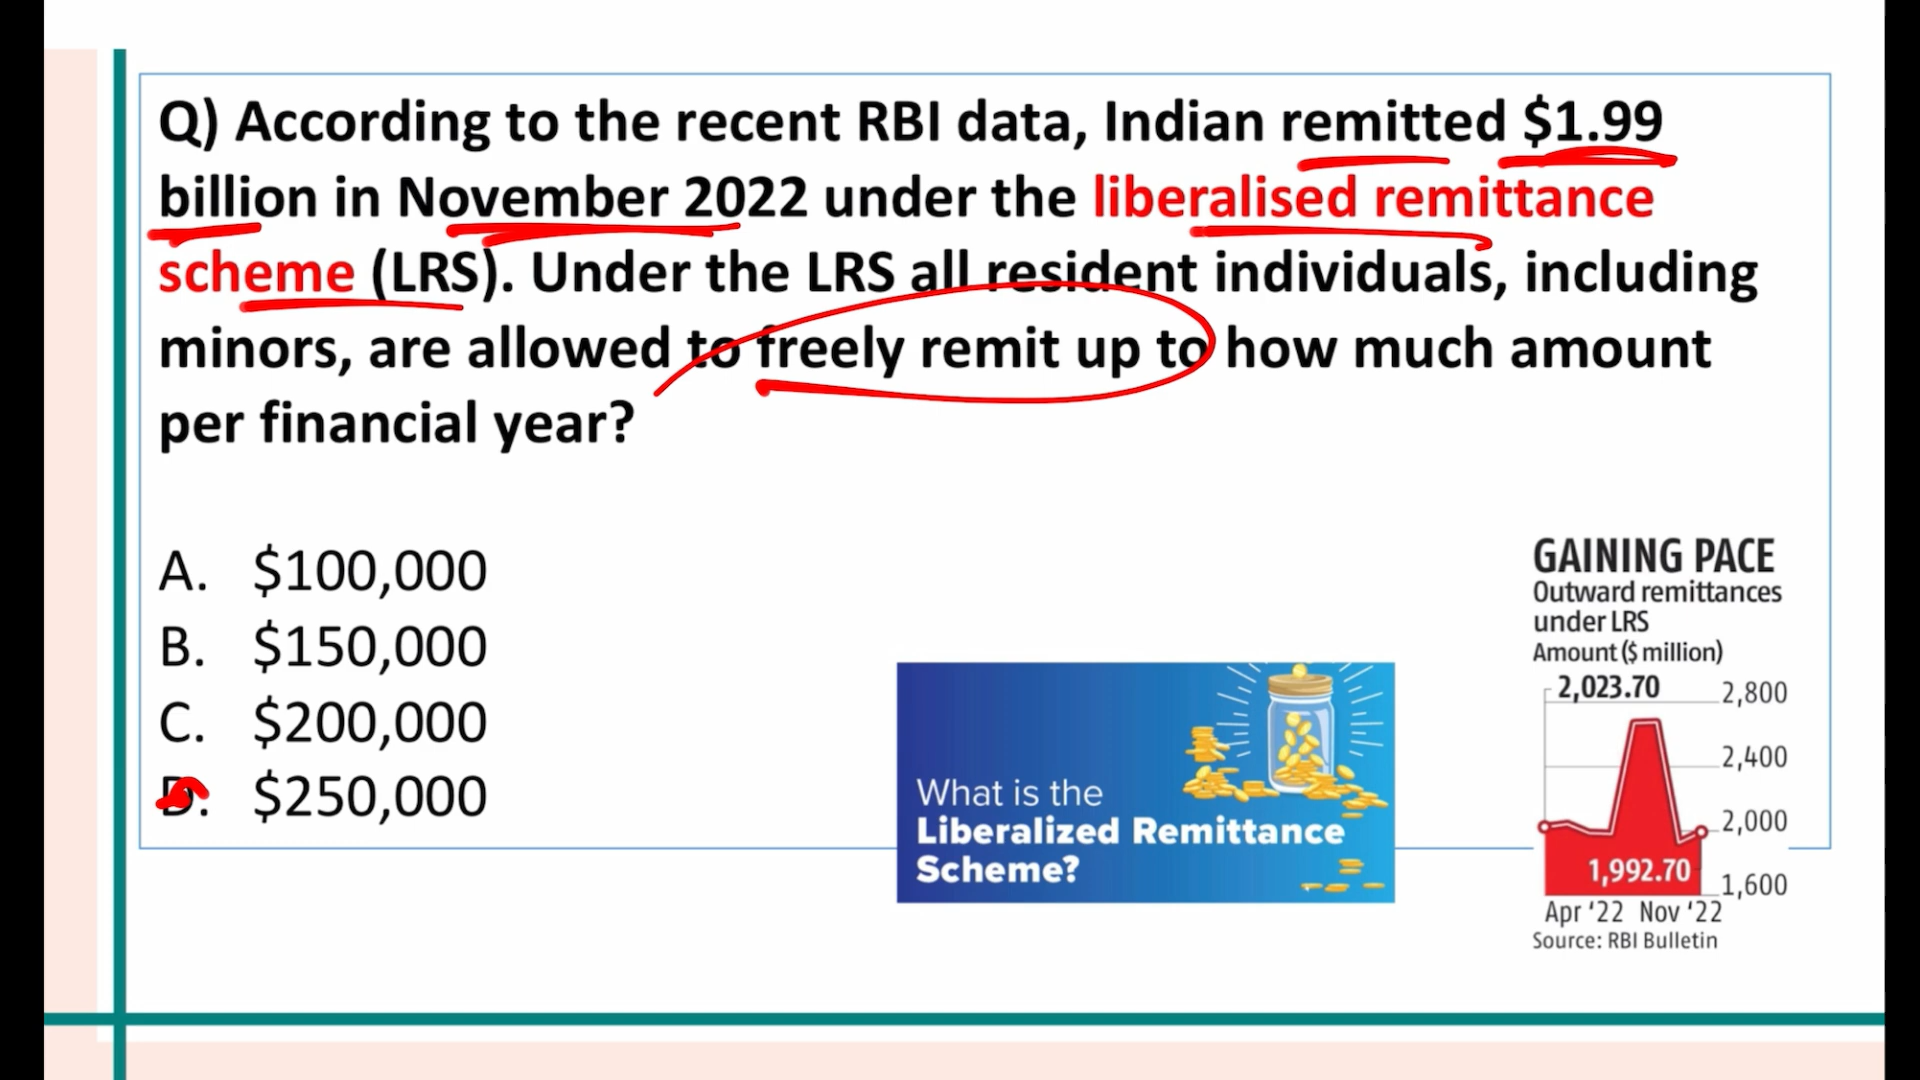 Q) According to the recent RBI data, Indian remitted $1.99
billion in November 2022 under the liberalised remittance
scheme (LRS). Under the LRS all resident individuals, including
minors, are allowed to freely remit up to how much amount
per financial year?
A. $100,000
B. $150,000
C. $200,000
D. $250,000
What is the
Liberalized Remittance
Scheme?
GAINING PACE
Outward remittances
under LRS
Amount ($ million)
2,023.70
2,800
2,400
2,000
1,992.70
1,600
Apr ‘22 Nov ‘22
Source: RBI Bulletin